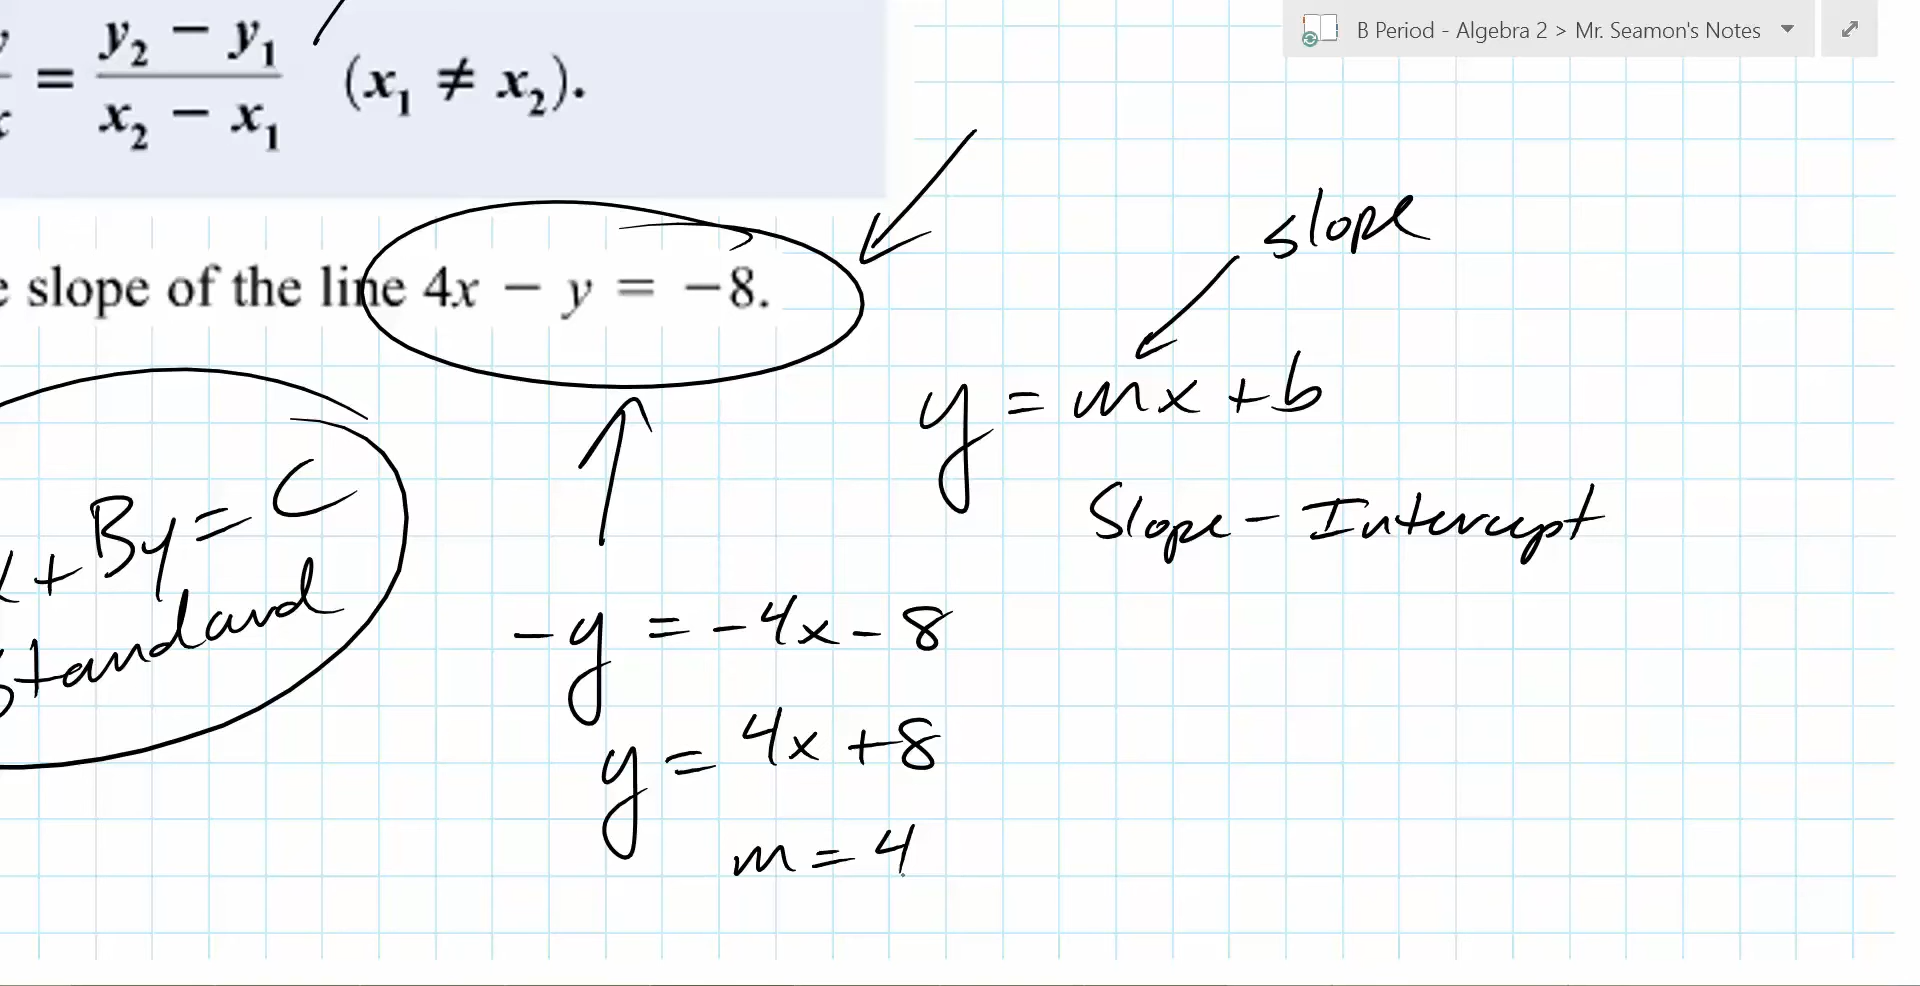 B Period - Algebra 2 > Mr. Seamon's Notes
= y₂ − y₁ / x₂ − x₁ (x₁ ≠ x₂).
slope of the line 4x − y = −8.
slope
y = mx + b
Slope - Intercept
+ By = C
Standard
-y = -4x - 8
y = 4x + 8
m = 4